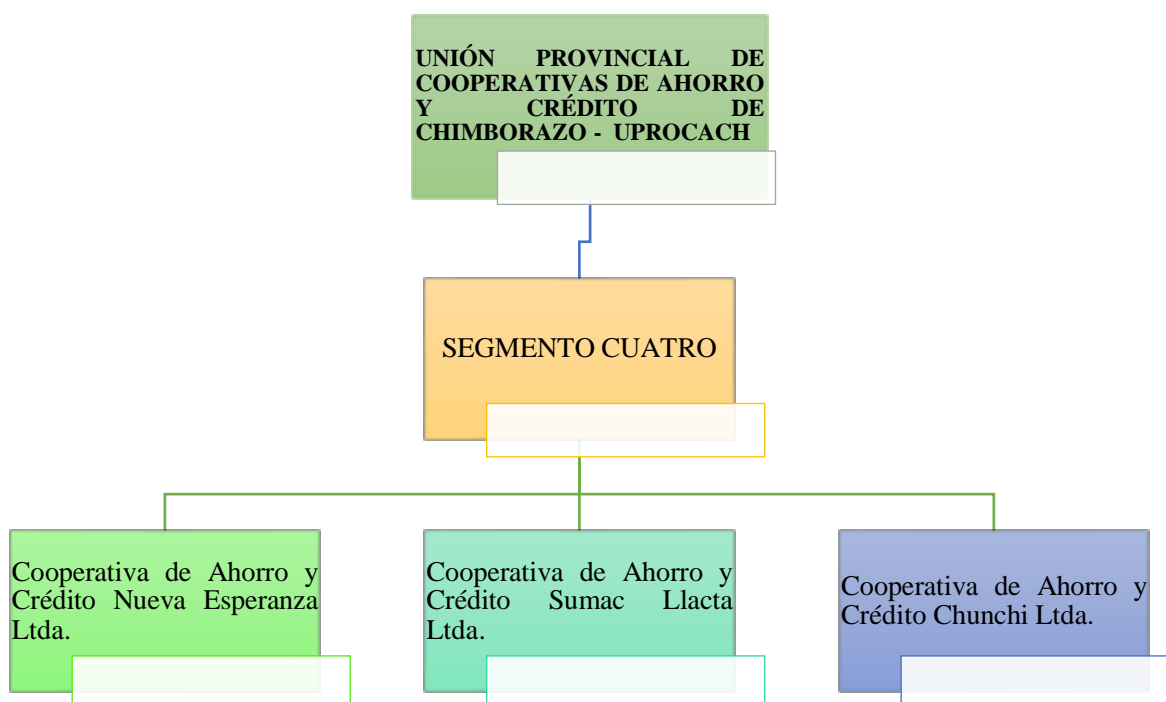 UNIÓN PROVINCIAL DE
COOPERATIVAS DE AHORRO
Y CRÉDITO DE
CHIMBORAZO - UPROCACH
SEGMENTO CUATRO
Cooperativa de Ahorro y
Crédito Nueva Esperanza
Ltda.
Cooperativa de Ahorro y
Crédito Sumac Llacta
Ltda.
Cooperativa de Ahorro y
Crédito Chunchi Ltda.